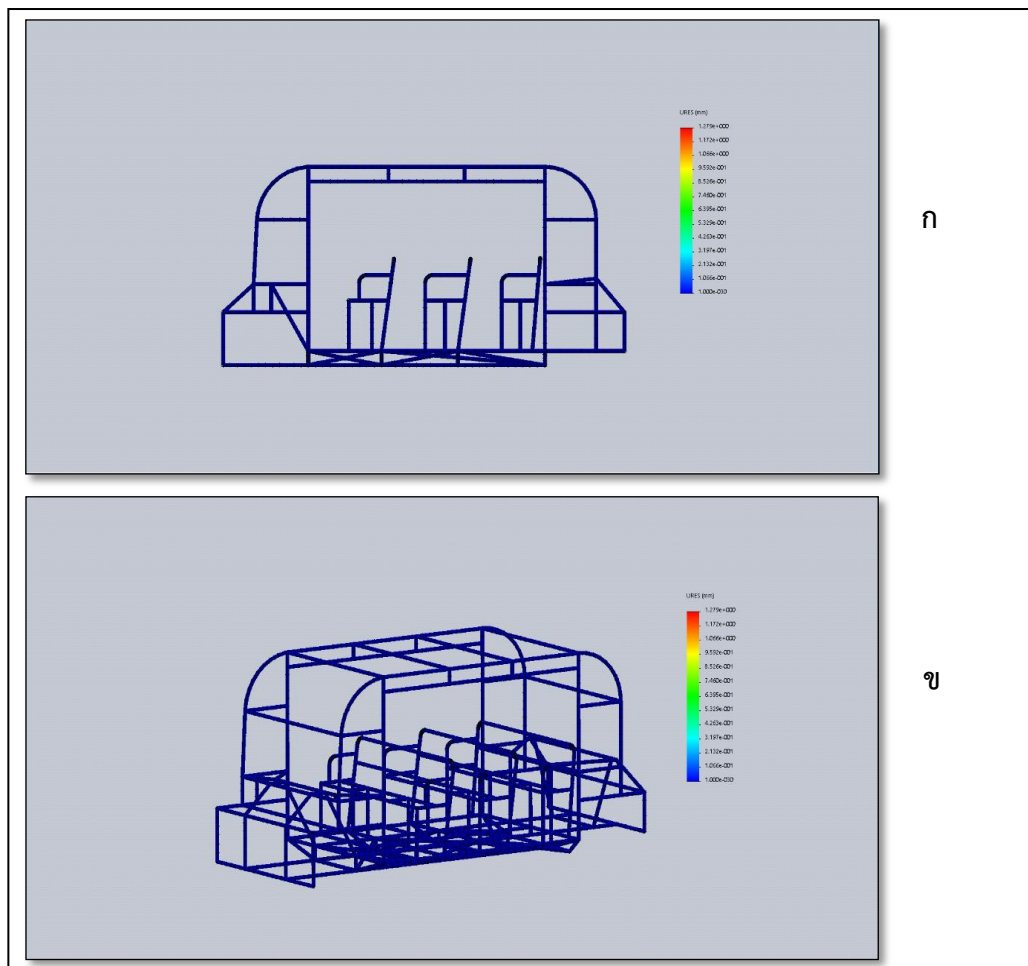 URES (mm)
1.279e+000
1.172e+000
1.066e+000
9.592e-001
8.526e-001
7.460e-001
6.395e-001
5.329e-001
4.263e-001
3.197e-001
2.132e-001
1.066e-001
1.000e-030
ก
URES (mm)
1.279e+000
1.172e+000
1.066e+000
9.592e-001
8.526e-001
7.460e-001
6.395e-001
5.329e-001
4.263e-001
3.197e-001
2.132e-001
1.066e-001
1.000e-030
ข